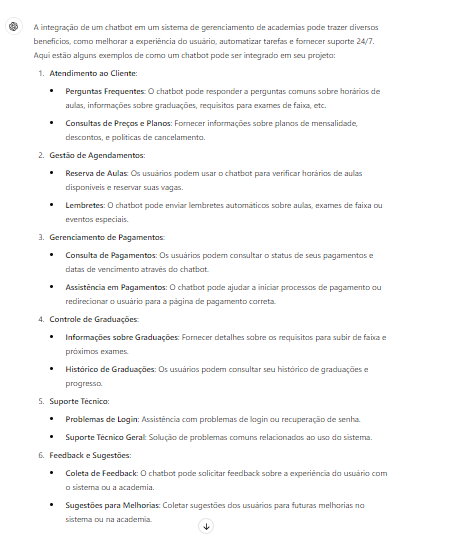 A integração de um chatbot em um sistema de gerenciamento de academias pode trazer diversos
benefícios, como melhorar a experiência do usuário, automatizar tarefas e fornecer suporte 24/7.
Aqui estão alguns exemplos de como um chatbot pode ser integrado em seu projeto:
1. Atendimento ao Cliente:
• Perguntas Frequentes: O chatbot pode responder a perguntas comuns sobre horários de
aulas, informações sobre graduações, requisitos para exames de faixa, etc.
• Consultas de Preços e Planos: Fornecer informações sobre planos de mensalidade,
descontos, e políticas de cancelamento.
2. Gestão de Agendamentos:
• Reserva de Aulas: Os usuários podem usar o chatbot para verificar horários de aulas
disponíveis e reservar suas vagas.
• Lembretes: O chatbot pode enviar lembretes automáticos sobre aulas, exames de faixa ou
eventos especiais.
3. Gerenciamento de Pagamentos:
• Consulta de Pagamentos: Os usuários podem consultar o status de seus pagamentos e
datas de vencimento através do chatbot.
• Assistência em Pagamentos: O chatbot pode ajudar a iniciar processos de pagamento ou
redirecionar o usuário para a página de pagamento correta.
4. Controle de Graduações:
• Informações sobre Graduações: Fornecer detalhes sobre os requisitos para subir de faixa e
próximos exames.
• Histórico de Graduações: Os usuários podem consultar seu histórico de graduações e
progresso.
5. Suporte Técnico:
• Problemas de Login: Assistência com problemas de login ou recuperação de senha.
• Suporte Técnico Geral: Solução de problemas comuns relacionados ao uso do sistema.
6. Feedback e Sugestões:
• Coleta de Feedback: O chatbot pode solicitar feedback sobre a experiência do usuário com
o sistema ou a academia.
• Sugestões para Melhorias: Coletar sugestões dos usuários para futuras melhorias no
sistema ou na academia.